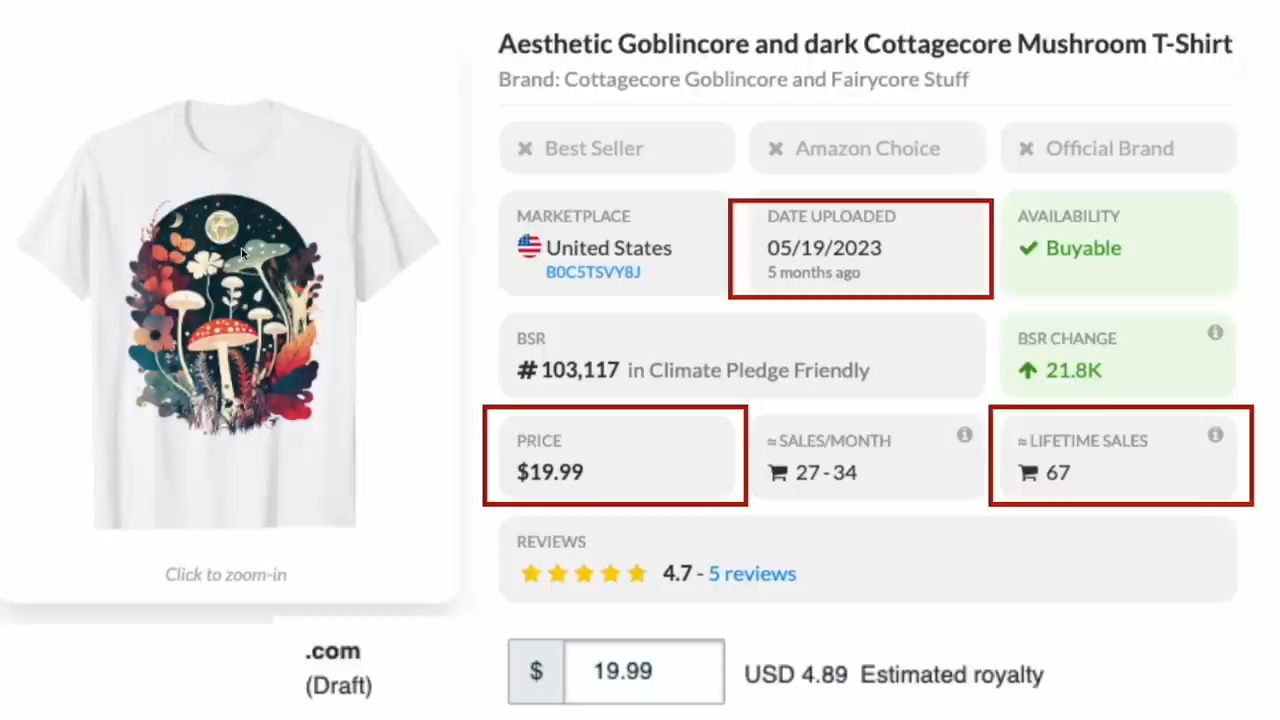 Aesthetic Goblincore and dark Cottagecore Mushroom T-Shirt
Brand: Cottagecore Goblincore and Fairycore Stuff
Best Seller
Amazon Choice
Official Brand
MARKETPLACE
United States
B0C5TSVY8J
DATE UPLOADED
05/19/2023
5 months ago
AVAILABILITY
Buyable
BSR
#103,117 in Climate Pledge Friendly
BSR CHANGE
21.8K
PRICE
$19.99
≈ SALES/MONTH
27 - 34
≈ LIFETIME SALES
67
REVIEWS
4.7 - 5 reviews
Click to zoom-in
.com
(Draft)
$ 19.99
USD 4.89 Estimated royalty